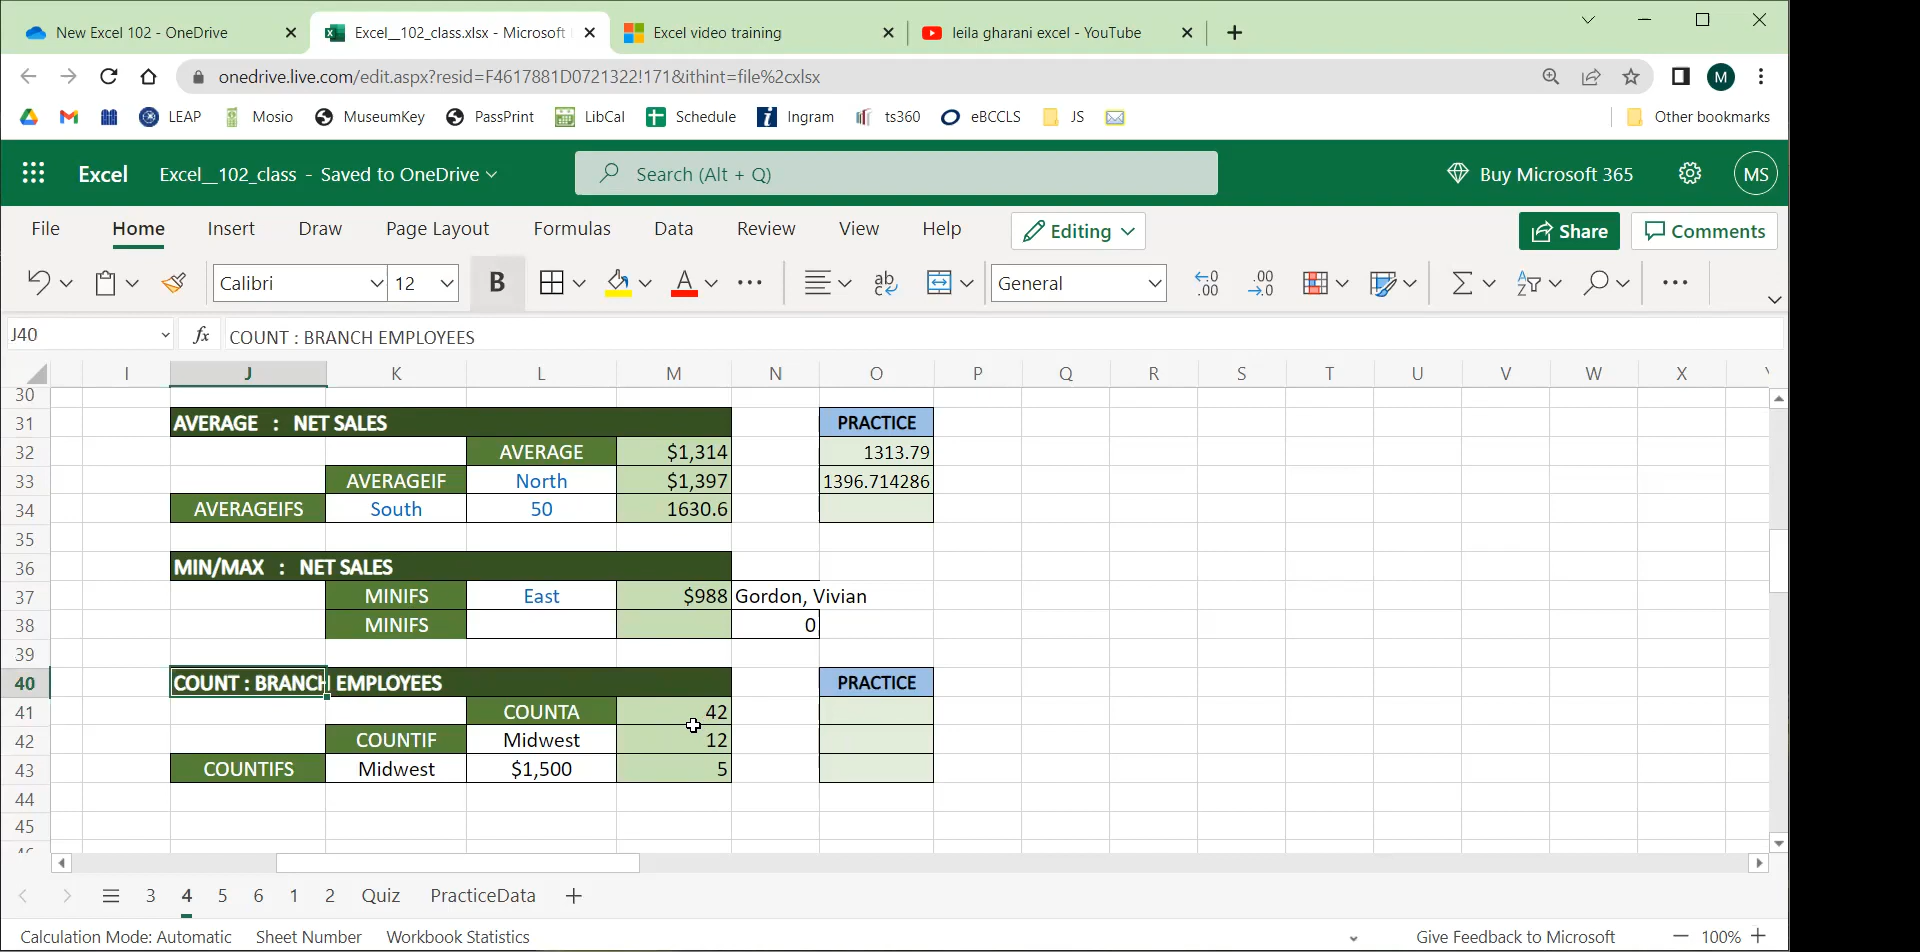 New Excel 102 - OneDrive
Excel__102_class.xlsx - Microsoft
Excel video training
leila gharani excel - YouTube
onedrive.live.com/edit.aspx?resid=F4617881D0721322!171&ithint=file%2cxlsx
M
LEAP Mosio MuseumKey PassPrint LibCal Schedule Ingram ts360 eBCCLS JS Other bookmarks
Excel Excel__102_class - Saved to OneDrive Search (Alt + Q) Buy Microsoft 365 MS
File Home Insert Draw Page Layout Formulas Data Review View Help Editing Share Comments
Calibri 12 B A ab General
J40 fx COUNT : BRANCH EMPLOYEES
I J K L M N O P Q R S T U V W X
30
31 AVERAGE : NET SALES PRACTICE
32 AVERAGE $1,314 1313.79
33 AVERAGEIF North $1,397 1396.714286
34 AVERAGEIFS South 50 1630.6
35
36 MIN/MAX : NET SALES
37 MINIFS East $988 Gordon, Vivian
38 MINIFS 0
39
40 COUNT : BRANCH EMPLOYEES PRACTICE
41 COUNTA 42
42 COUNTIF Midwest 12
43 COUNTIFS Midwest $1,500 5
44
45
3 4 5 6 1 2 Quiz PracticeData
Calculation Mode: Automatic Sheet Number Workbook Statistics Give Feedback to Microsoft 100%